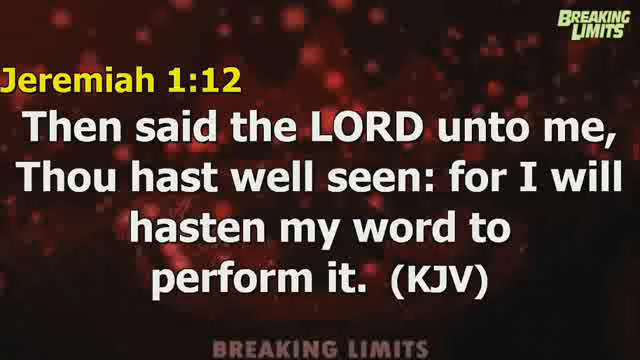 BREAKING
LIMITS
Jeremiah 1:12
Then said the LORD unto me,
Thou hast well seen: for I will
hasten my word to
perform it. (KJV)
BREAKING LIMITS